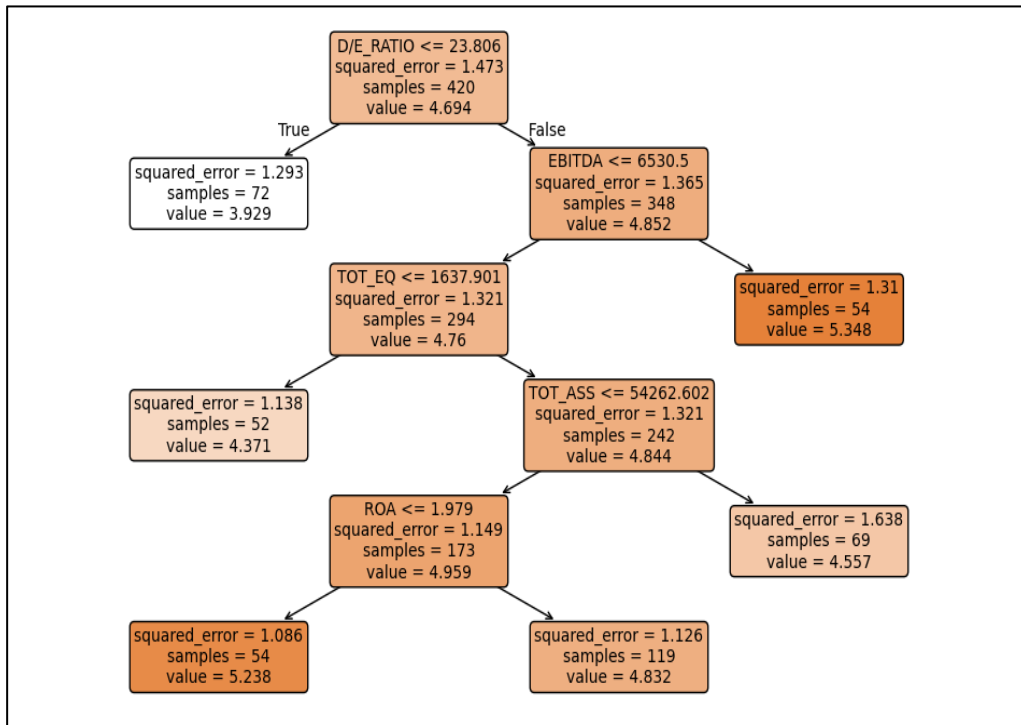 D/E_RATIO <= 23.806
squared_error = 1.473
samples = 420
value = 4.694
True
False
squared_error = 1.293
samples = 72
value = 3.929
EBITDA <= 6530.5
squared_error = 1.365
samples = 348
value = 4.852
TOT_EQ <= 1637.901
squared_error = 1.321
samples = 294
value = 4.76
squared_error = 1.31
samples = 54
value = 5.348
squared_error = 1.138
samples = 52
value = 4.371
TOT_ASS <= 54262.602
squared_error = 1.321
samples = 242
value = 4.844
ROA <= 1.979
squared_error = 1.149
samples = 173
value = 4.959
squared_error = 1.638
samples = 69
value = 4.557
squared_error = 1.086
samples = 54
value = 5.238
squared_error = 1.126
samples = 119
value = 4.832